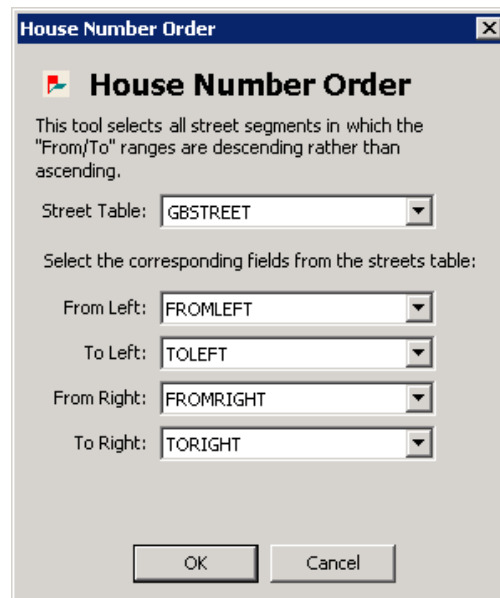 House Number Order
House Number Order
This tool selects all street segments in which the
"From/To" ranges are descending rather than
ascending.
Street Table: GBSTREET
Select the corresponding fields from the streets table:
From Left: FROMLEFT
To Left: TOLEFT
From Right: FROMRIGHT
To Right: TORIGHT
OK Cancel